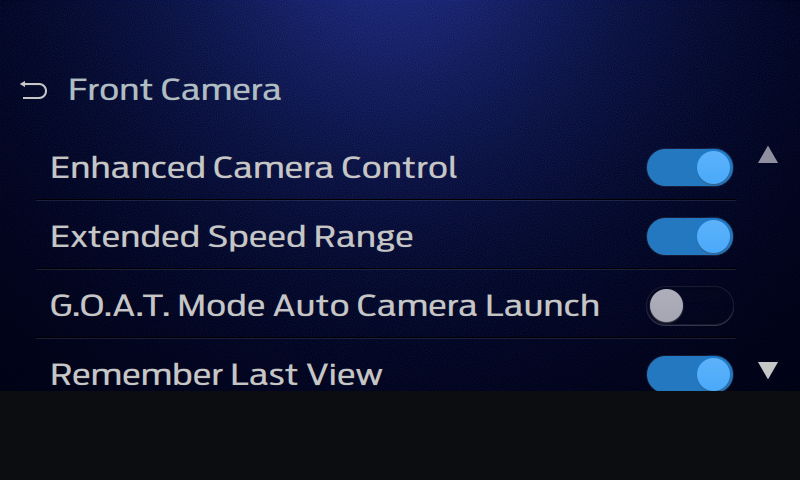 Front Camera
Enhanced Camera Control
Extended Speed Range
G.O.A.T. Mode Auto Camera Launch
Remember Last View